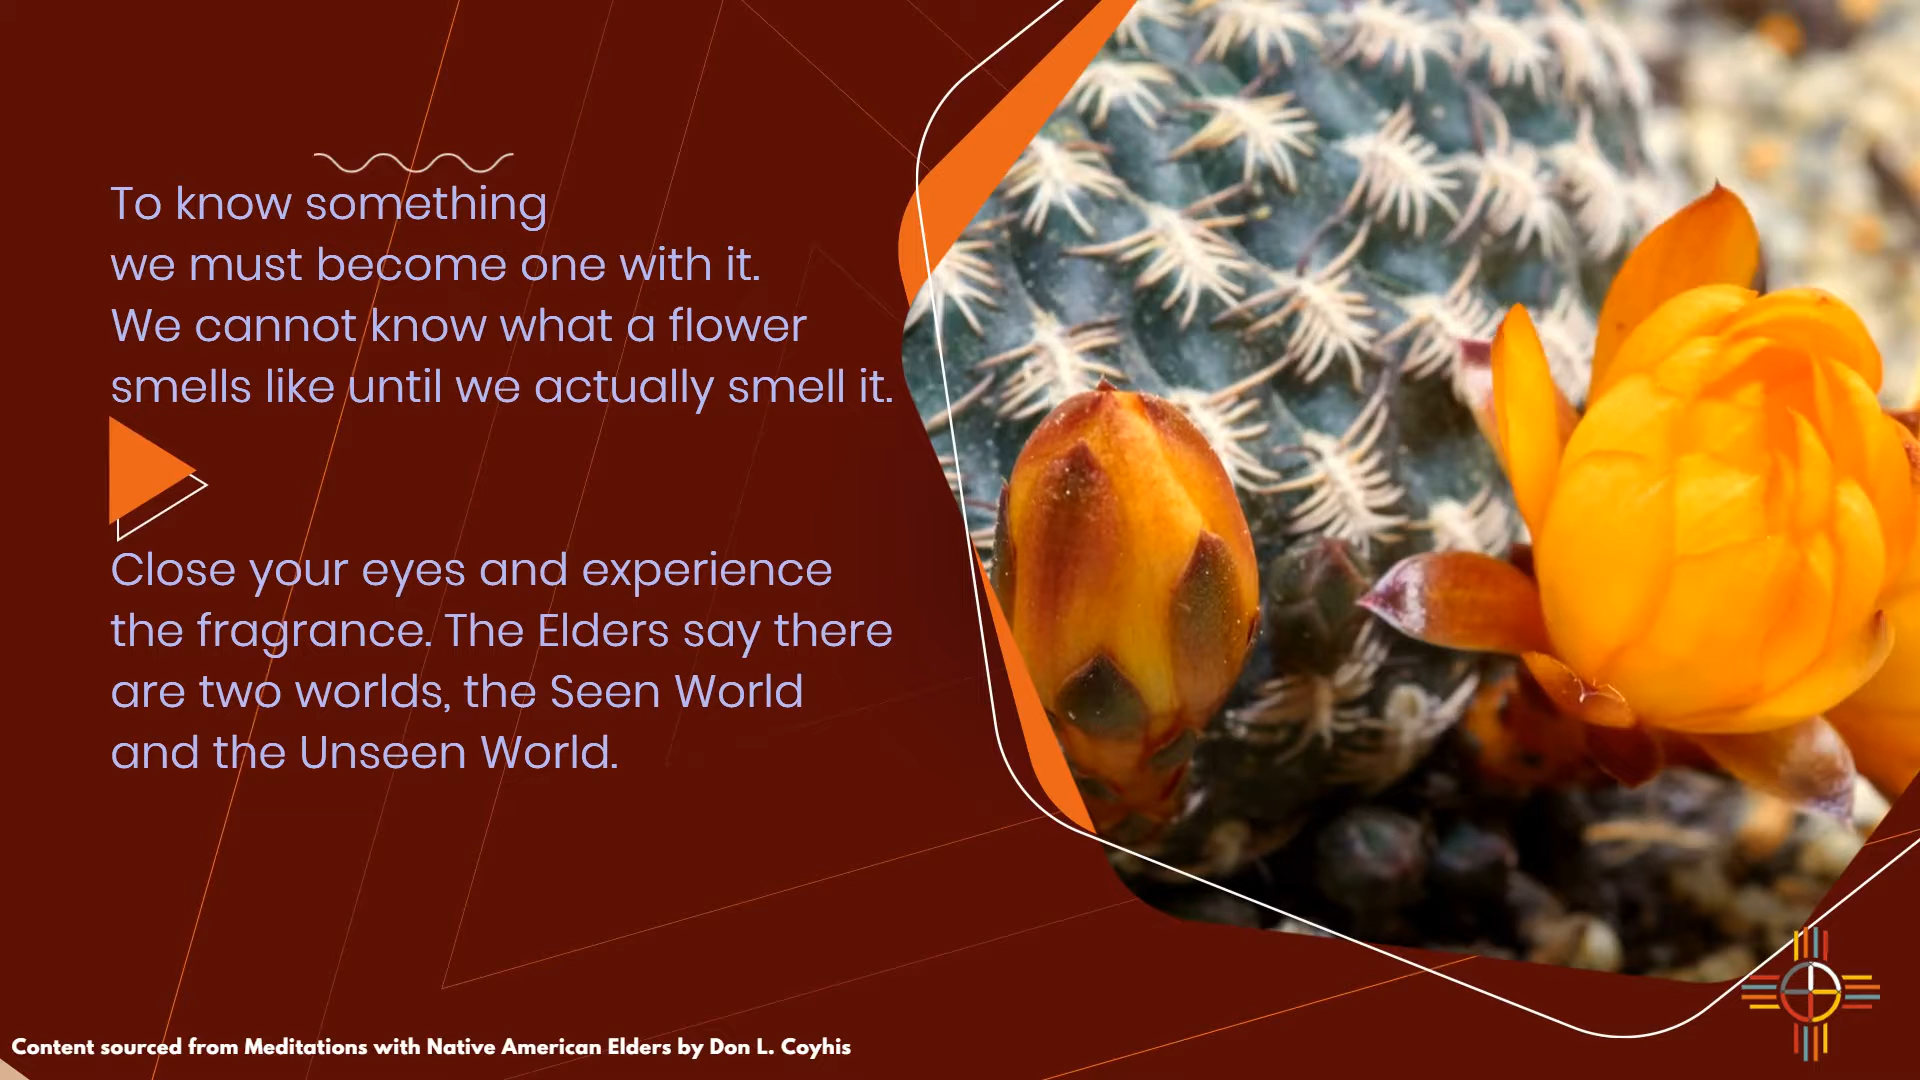 To know something
we must become one with it.
We cannot know what a flower
smells like until we actually smell it.
Close your eyes and experience
the fragrance. The Elders say there
are two worlds, the Seen World
and the Unseen World.
Content sourced from Meditations with Native American Elders by Don L. Coyhis